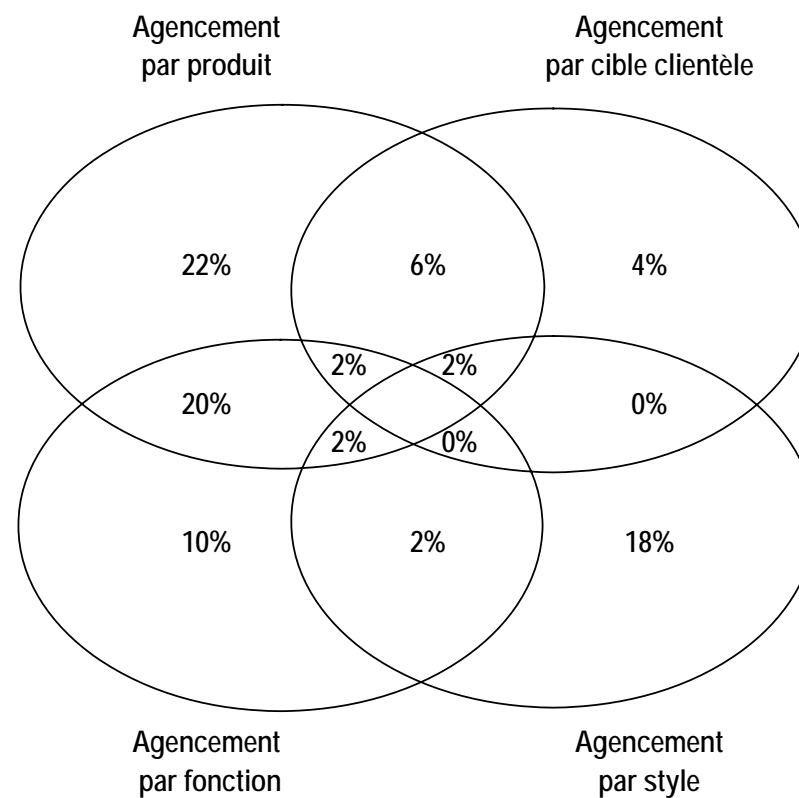 Agencement
par produit
Agencement
par cible clientèle
22%
6%
4%
2%
2%
20%
0%
2%
0%
10%
2%
18%
Agencement
par fonction
Agencement
par style